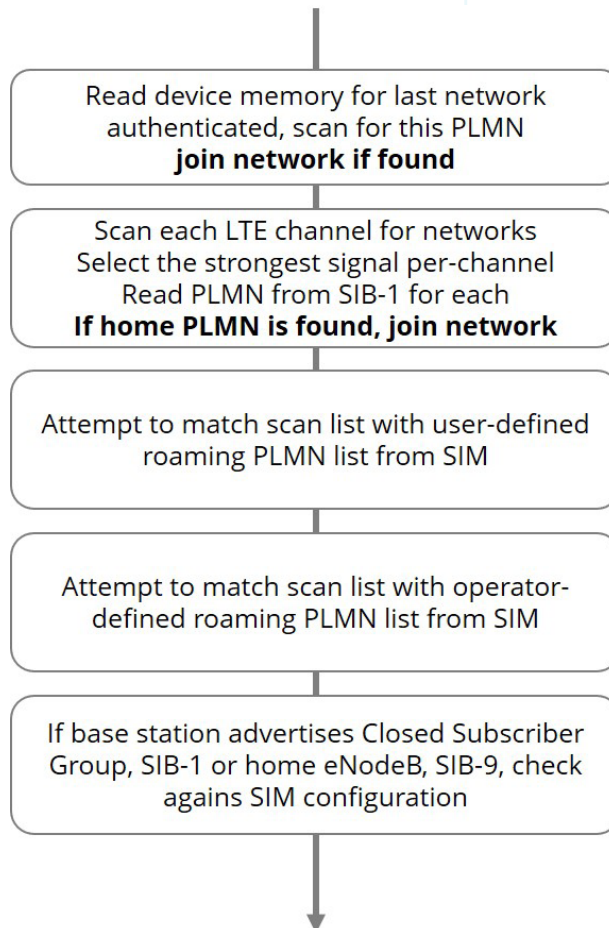 Read device memory for last network
authenticated, scan for this PLMN
join network if found
Scan each LTE channel for networks
Select the strongest signal per-channel
Read PLMN from SIB-1 for each
If home PLMN is found, join network
Attempt to match scan list with user-defined
roaming PLMN list from SIM
Attempt to match scan list with operator-
defined roaming PLMN list from SIM
If base station advertises Closed Subscriber
Group, SIB-1 or home eNodeB, SIB-9, check
agains SIM configuration